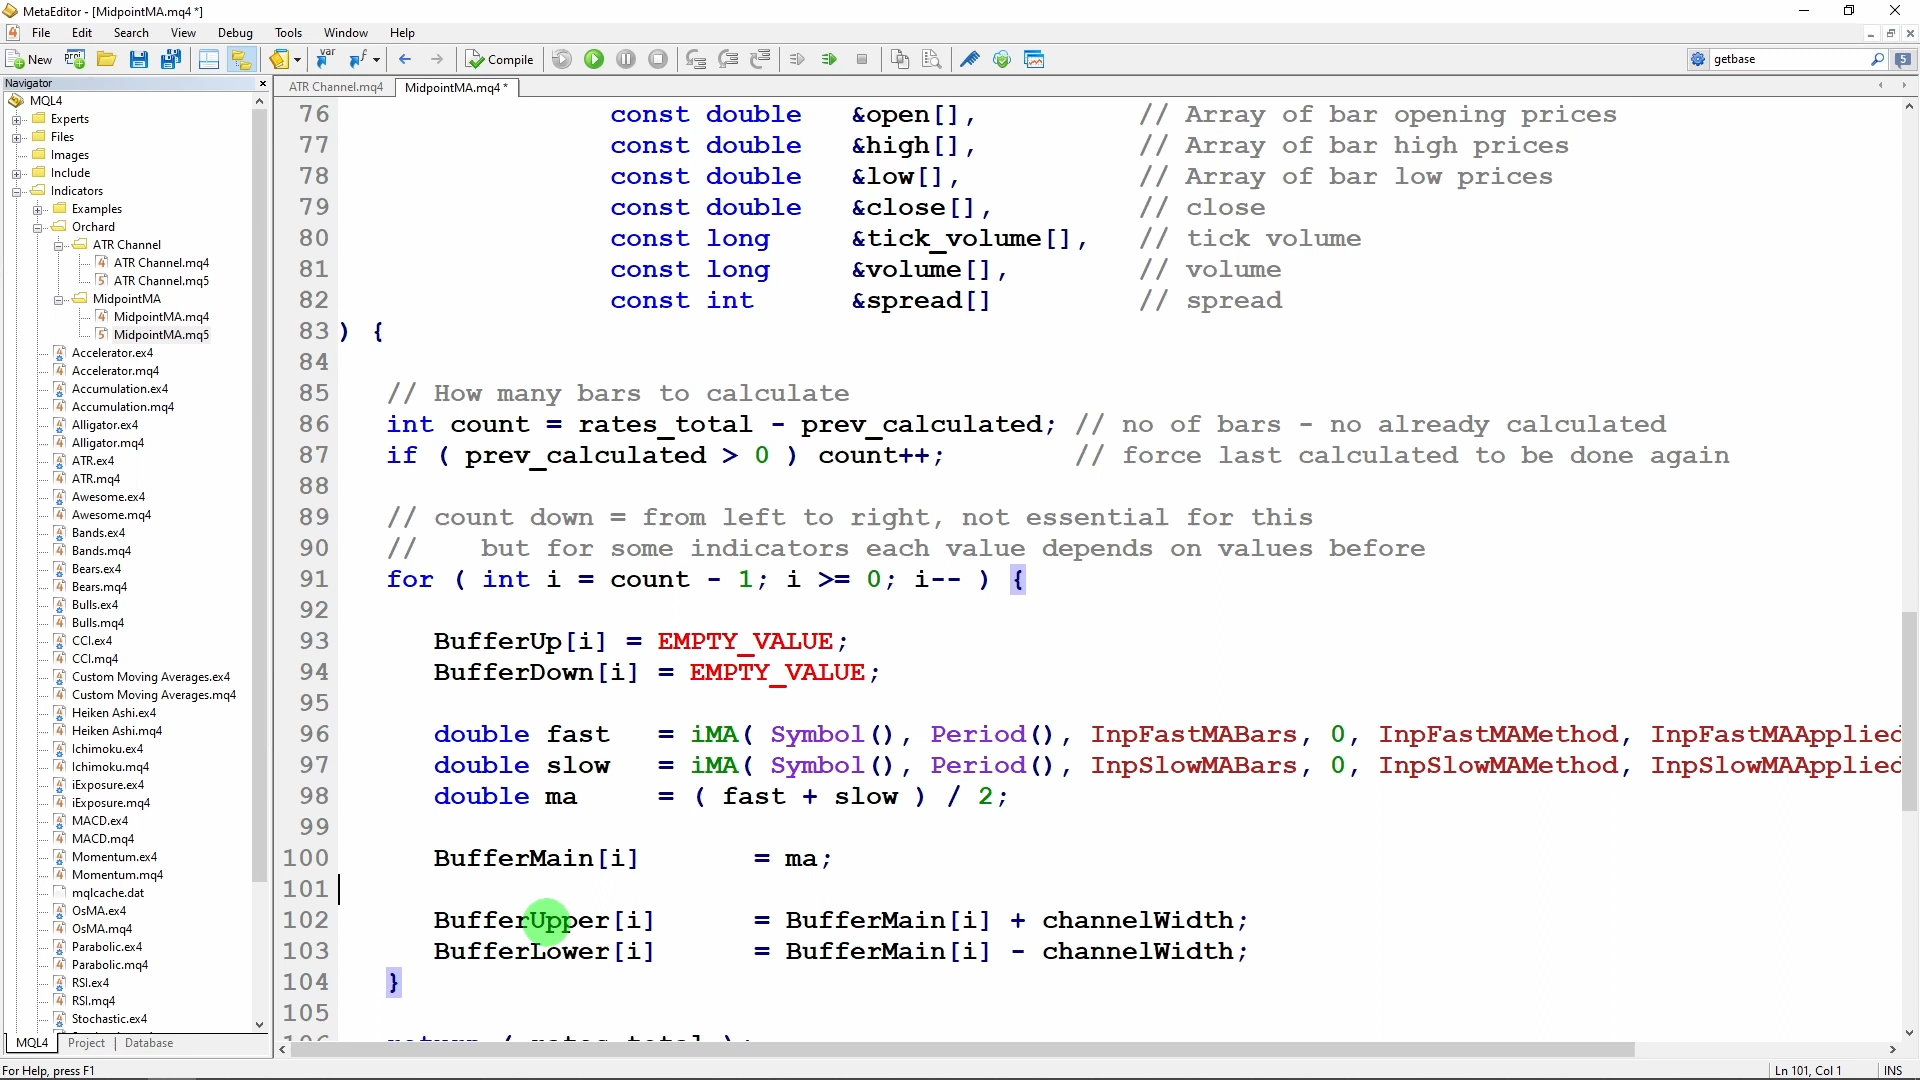 MetaEditor - [MidpointMA.mq4 *]
File Edit Search View Debug Tools Window Help
New proj var Compile getbase 5
Navigator
ATR Channel.mq4 MidpointMA.mq4 *
MQL4
Experts
Files
Images
Include
Indicators
Examples
Orchard
ATR Channel
ATR Channel.mq4
ATR Channel.mq5
MidpointMA
MidpointMA.mq4
MidpointMA.mq5
Accelerator.ex4
Accelerator.mq4
Accumulation.ex4
Accumulation.mq4
Alligator.ex4
Alligator.mq4
ATR.ex4
ATR.mq4
Awesome.ex4
Awesome.mq4
Bands.ex4
Bands.mq4
Bears.ex4
Bears.mq4
Bulls.ex4
Bulls.mq4
CCI.ex4
CCI.mq4
Custom Moving Averages.ex4
Custom Moving Averages.mq4
Heiken Ashi.ex4
Heiken Ashi.mq4
Ichimoku.ex4
Ichimoku.mq4
iExposure.ex4
iExposure.mq4
MACD.ex4
MACD.mq4
Momentum.ex4
Momentum.mq4
mqlcache.dat
OsMA.ex4
OsMA.mq4
Parabolic.ex4
Parabolic.mq4
RSI.ex4
RSI.mq4
Stochastic.ex4
MQL4 Project Database
76 const double &open[], // Array of bar opening prices
77 const double &high[], // Array of bar high prices
78 const double &low[], // Array of bar low prices
79 const double &close[], // close
80 const long &tick_volume[], // tick volume
81 const long &volume[], // volume
82 const int &spread[] // spread
83 ) {
84
85 // How many bars to calculate
86 int count = rates_total - prev_calculated; // no of bars - no already calculated
87 if ( prev_calculated > 0 ) count++; // force last calculated to be done again
88
89 // count down = from left to right, not essential for this
90 // but for some indicators each value depends on values before
91 for ( int i = count - 1; i >= 0; i-- ) {
92
93 BufferUp[i] = EMPTY_VALUE;
94 BufferDown[i] = EMPTY_VALUE;
95
96 double fast = iMA( Symbol(), Period(), InpFastMABars, 0, InpFastMAMethod, InpFastMAApplied
97 double slow = iMA( Symbol(), Period(), InpSlowMABars, 0, InpSlowMAMethod, InpSlowMAApplied
98 double ma = ( fast + slow ) / 2;
99
100 BufferMain[i] = ma;
101
102 BufferUpper[i] = BufferMain[i] + channelWidth;
103 BufferLower[i] = BufferMain[i] - channelWidth;
104 }
105
106 return ( rates_total );
For Help, press F1 Ln 101, Col 1 INS